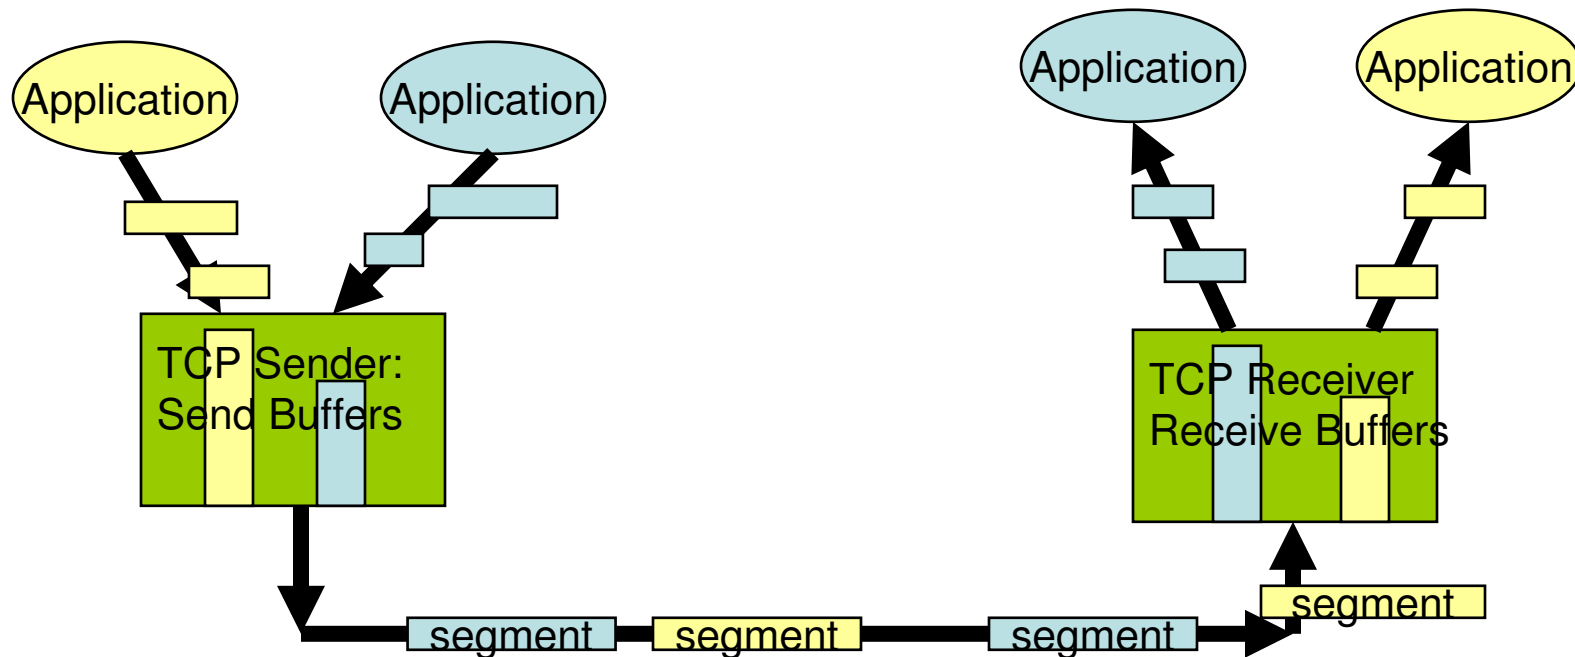 Application
Application
Application
Application
TCP Sender:
Send Buffers
TCP Receiver
Receive Buffers
segment
segment
segment
segment